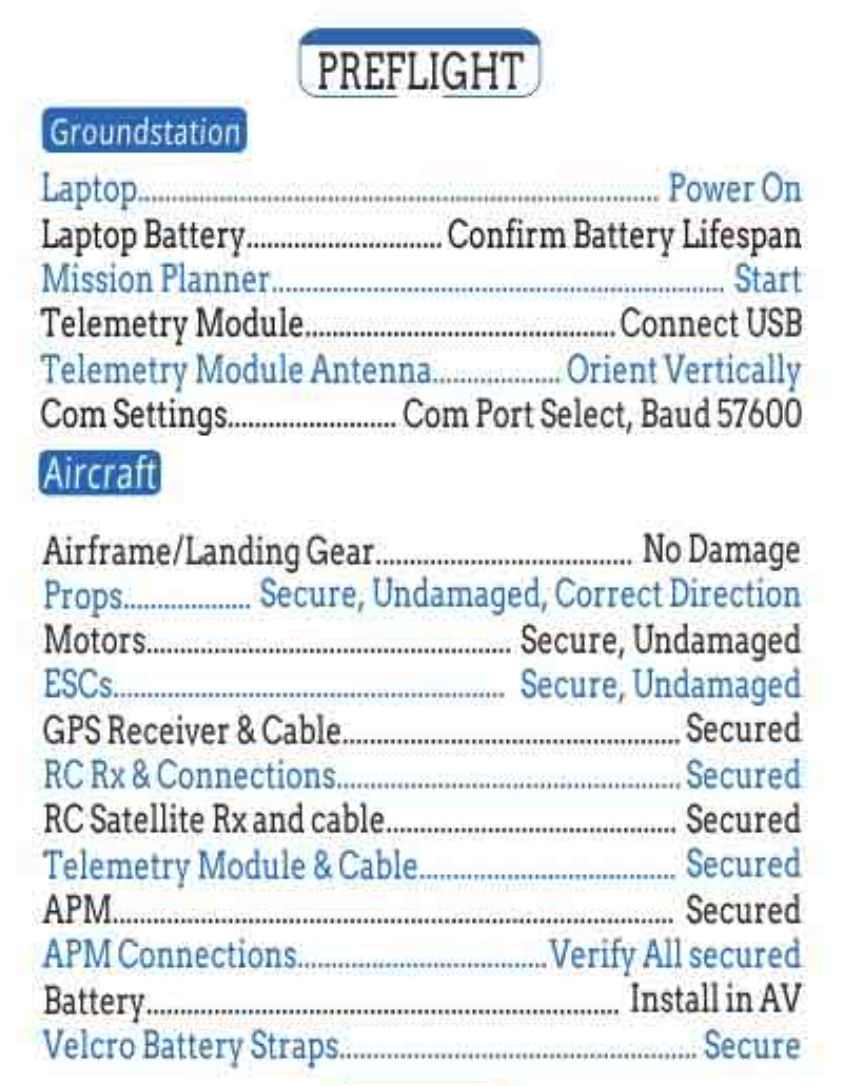 PREFLIGHT
Groundstation
Laptop........................................................................... Power On
Laptop Battery............................ Confirm Battery Lifespan
Mission Planner.................................................................. Start
Telemetry Module............................................. Connect USB
Telemetry Module Antenna................... Orient Vertically
Com Settings......................... Com Port Select, Baud 57600
Aircraft
Airframe/Landing Gear..................................... No Damage
Props................... Secure, Undamaged, Correct Direction
Motors..................................................... Secure, Undamaged
ESCs......................................................... Secure, Undamaged
GPS Receiver & Cable................................................. Secured
RC Rx & Connections.................................................. Secured
RC Satellite Rx and cable.......................................... Secured
Telemetry Module & Cable..................................... Secured
APM................................................................................. Secured
APM Connections....................................Verify All secured
Battery..................................................................... Install in AV
Velcro Battery Straps.................................................... Secure